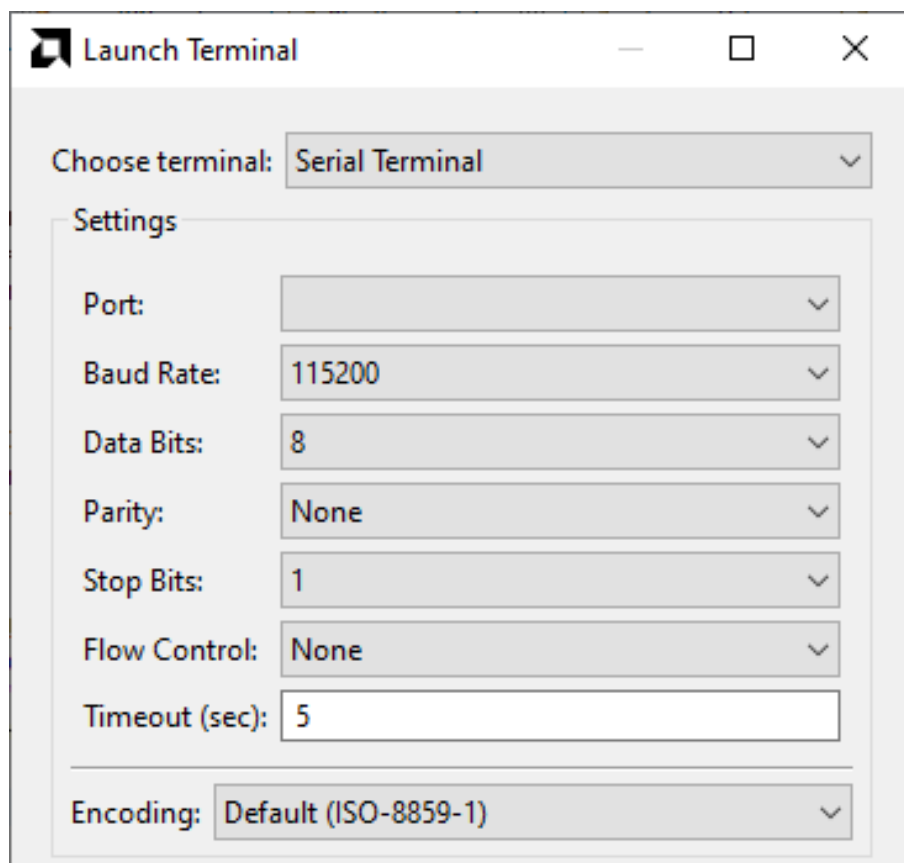 Launch Terminal
Choose terminal: Serial Terminal
Settings
Port:
Baud Rate: 115200
Data Bits: 8
Parity: None
Stop Bits: 1
Flow Control: None
Timeout (sec): 5
Encoding: Default (ISO-8859-1)